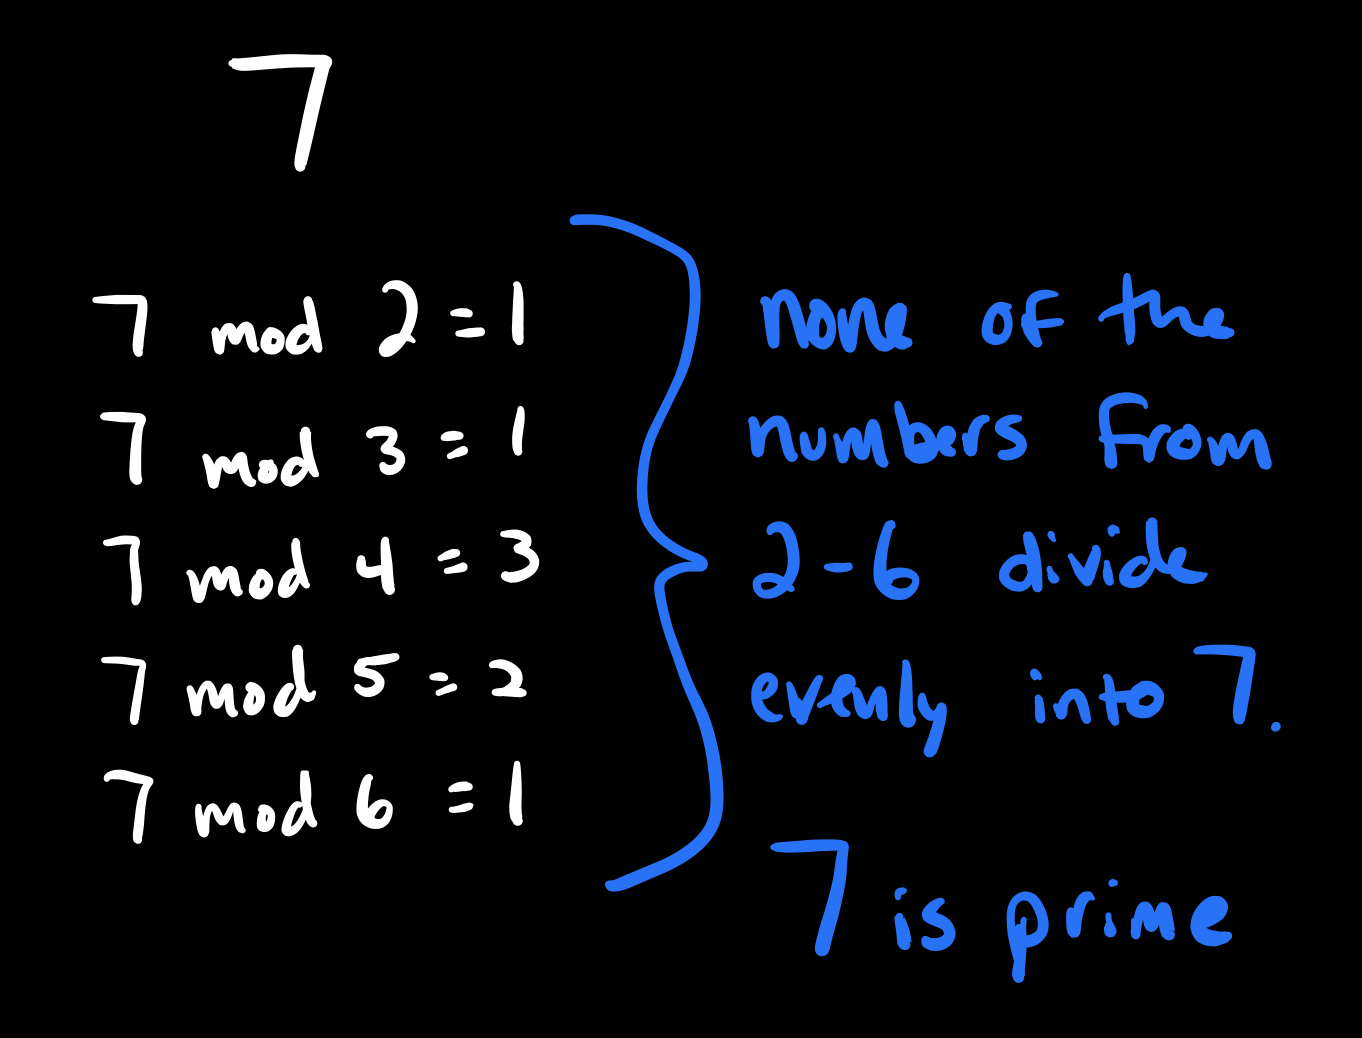 7
7 mod 2 = 1
7 mod 3 = 1
7 mod 4 = 3
7 mod 5 = 2
7 mod 6 = 1
none of the
numbers from
2-6 divide
evenly into 7.
7 is prime